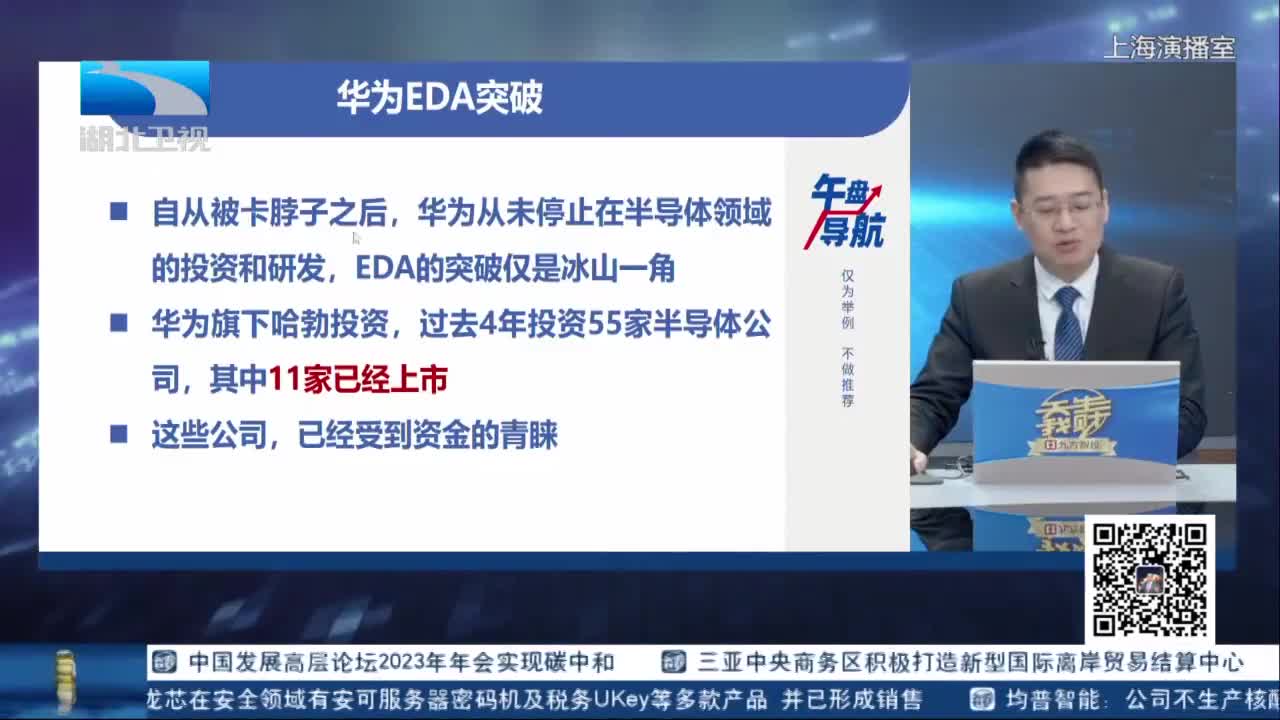 上海演播室
湖北卫视
华为EDA突破
自从被卡脖子之后，华为从未停止在半导体领域
的投资和研发，EDA的突破仅是冰山一角
华为旗下哈勃投资，过去4年投资55家半导体公
司，其中11家已经上市
这些公司，已经受到资金的青睐
午盘
导航
仅为举例 不做推荐
九方智投
中国发展高层论坛2023年年会实现碳中和
三亚中央商务区积极打造新型国际离岸贸易结算中心
龙芯在安全领域有安可服务器密码机及税务UKey等多款产品 并已形成销售
均普智能：公司不生产核酸